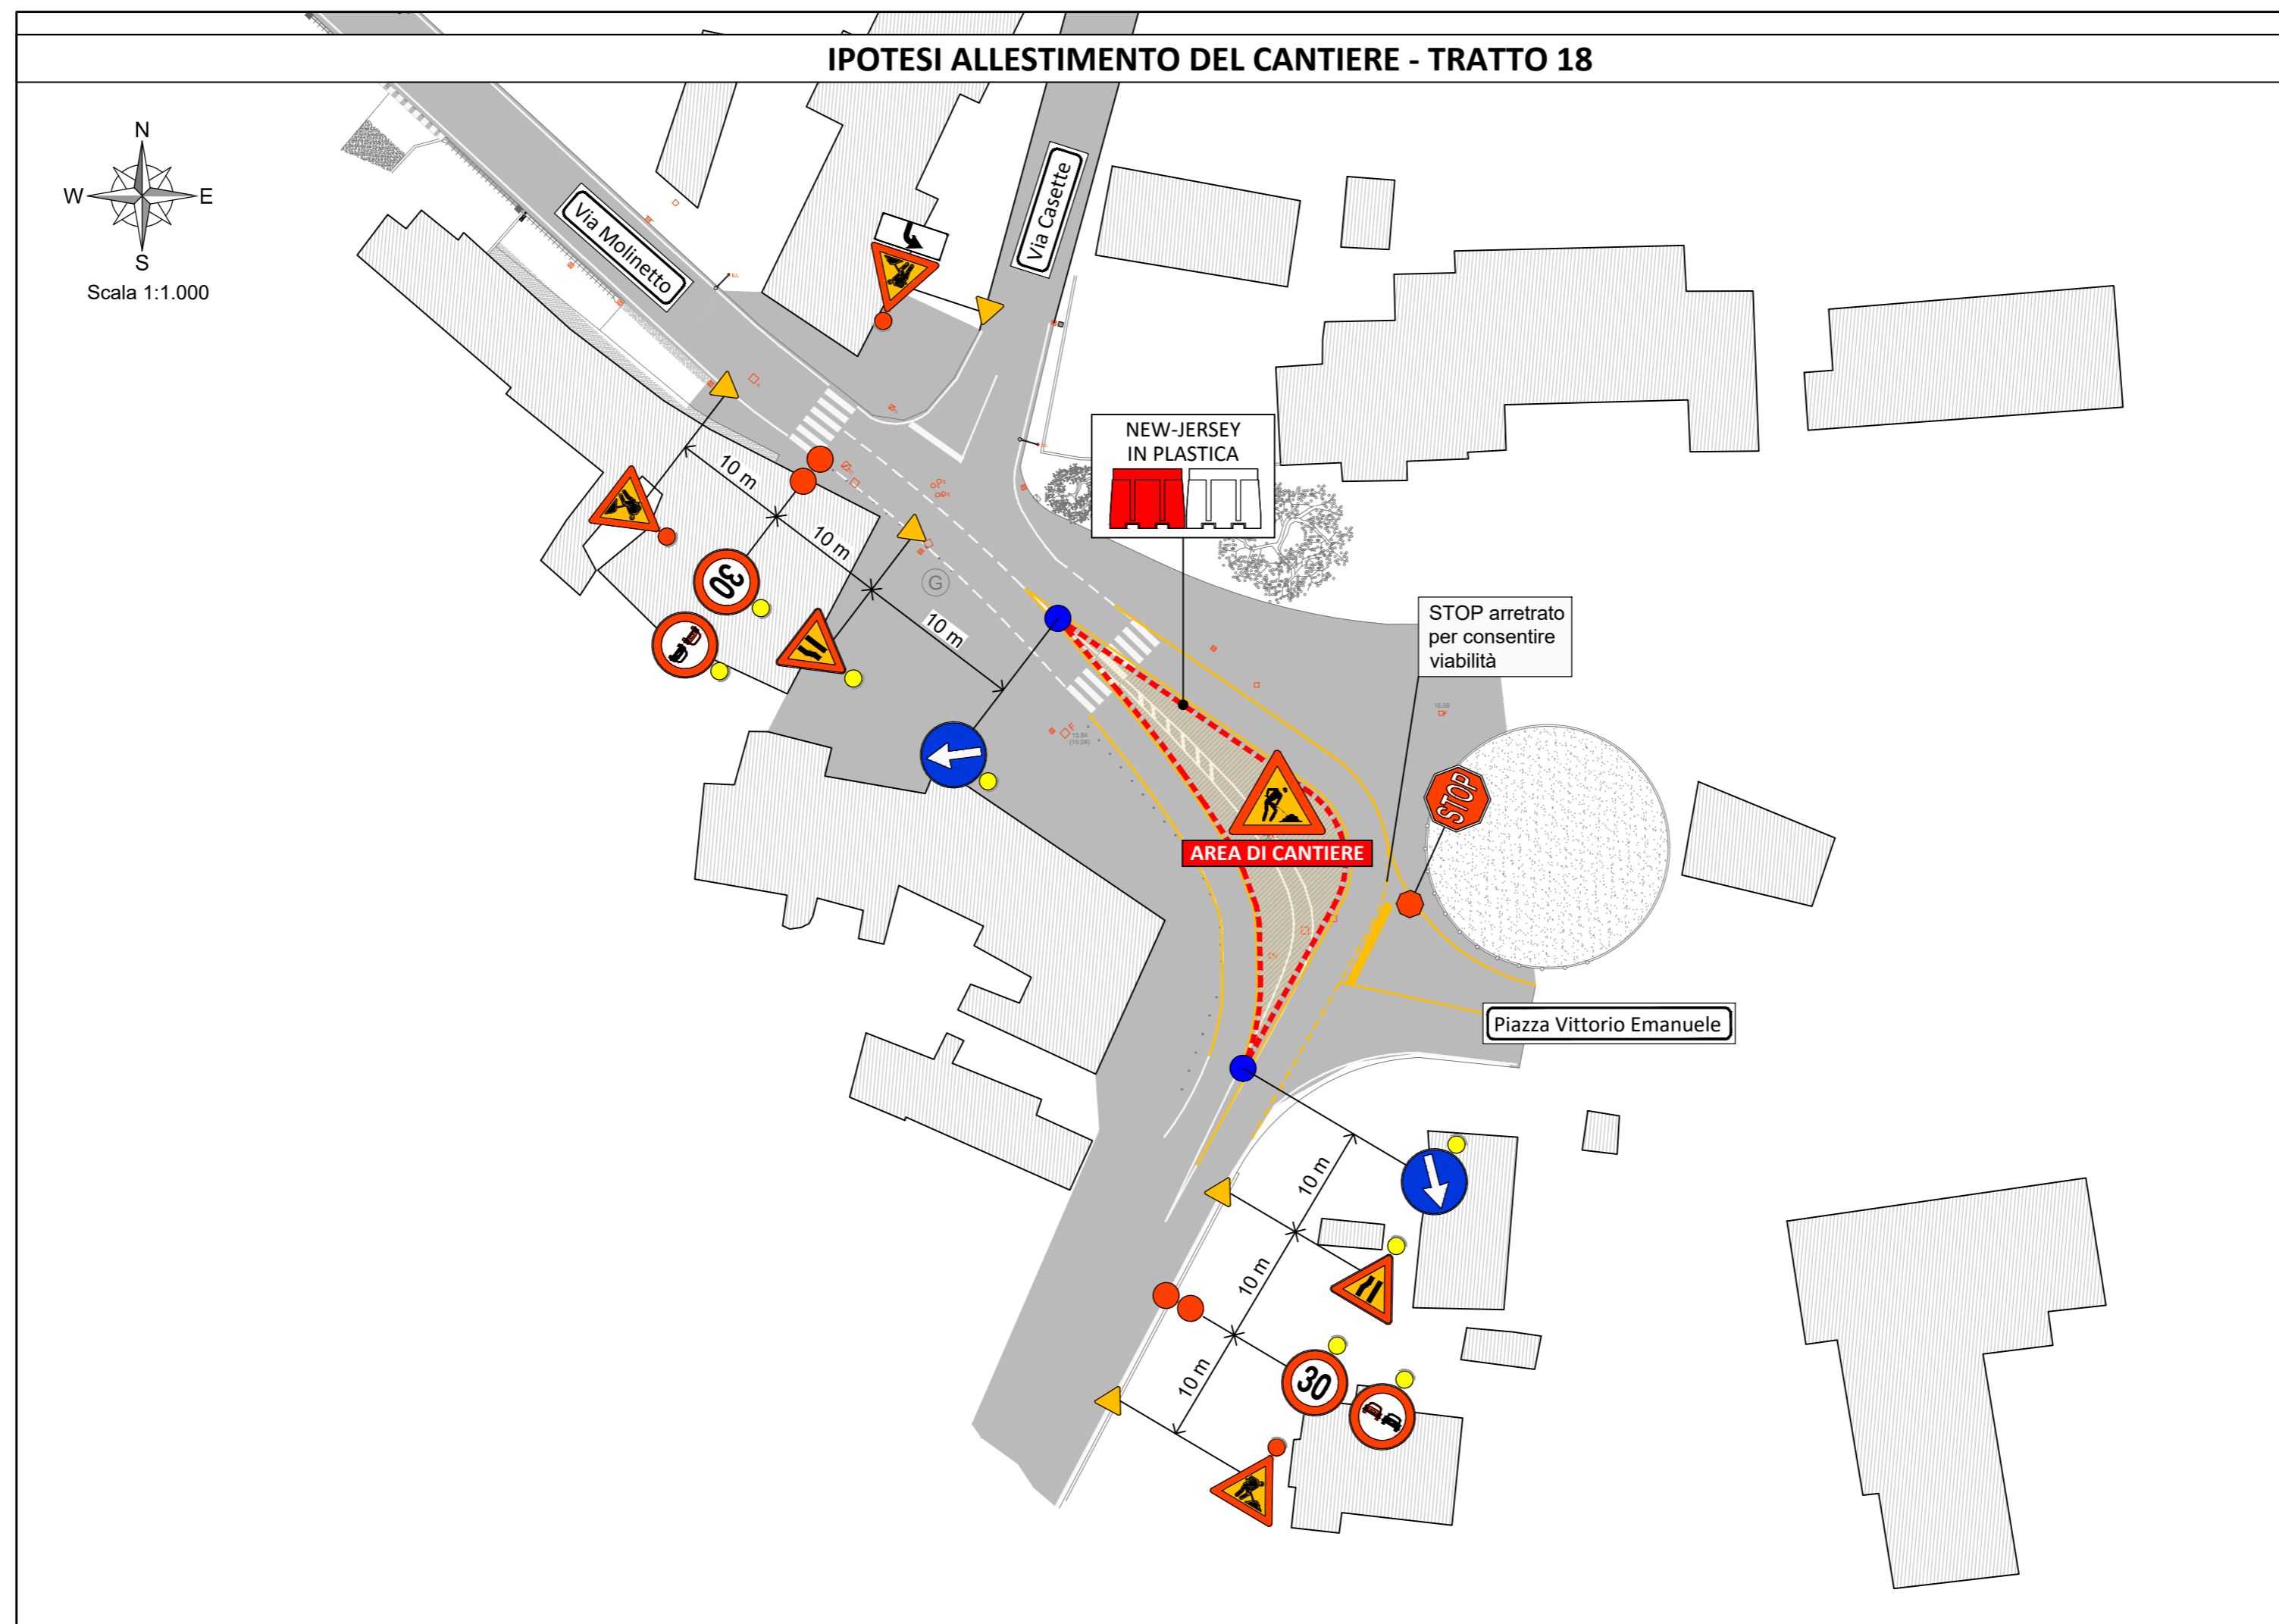 IPOTESI ALLESTIMENTO DEL CANTIERE - TRATTO 18
N
W
E
S
Scala 1:1.000
Via Molinetto
Via Casette
NEW-JERSEY
IN PLASTICA
10 m
10 m
10 m
30
G
STOP arretrato
per consentire
viabilità
STOP
AREA DI CANTIERE
Piazza Vittorio Emanuele
10 m
10 m
10 m
30